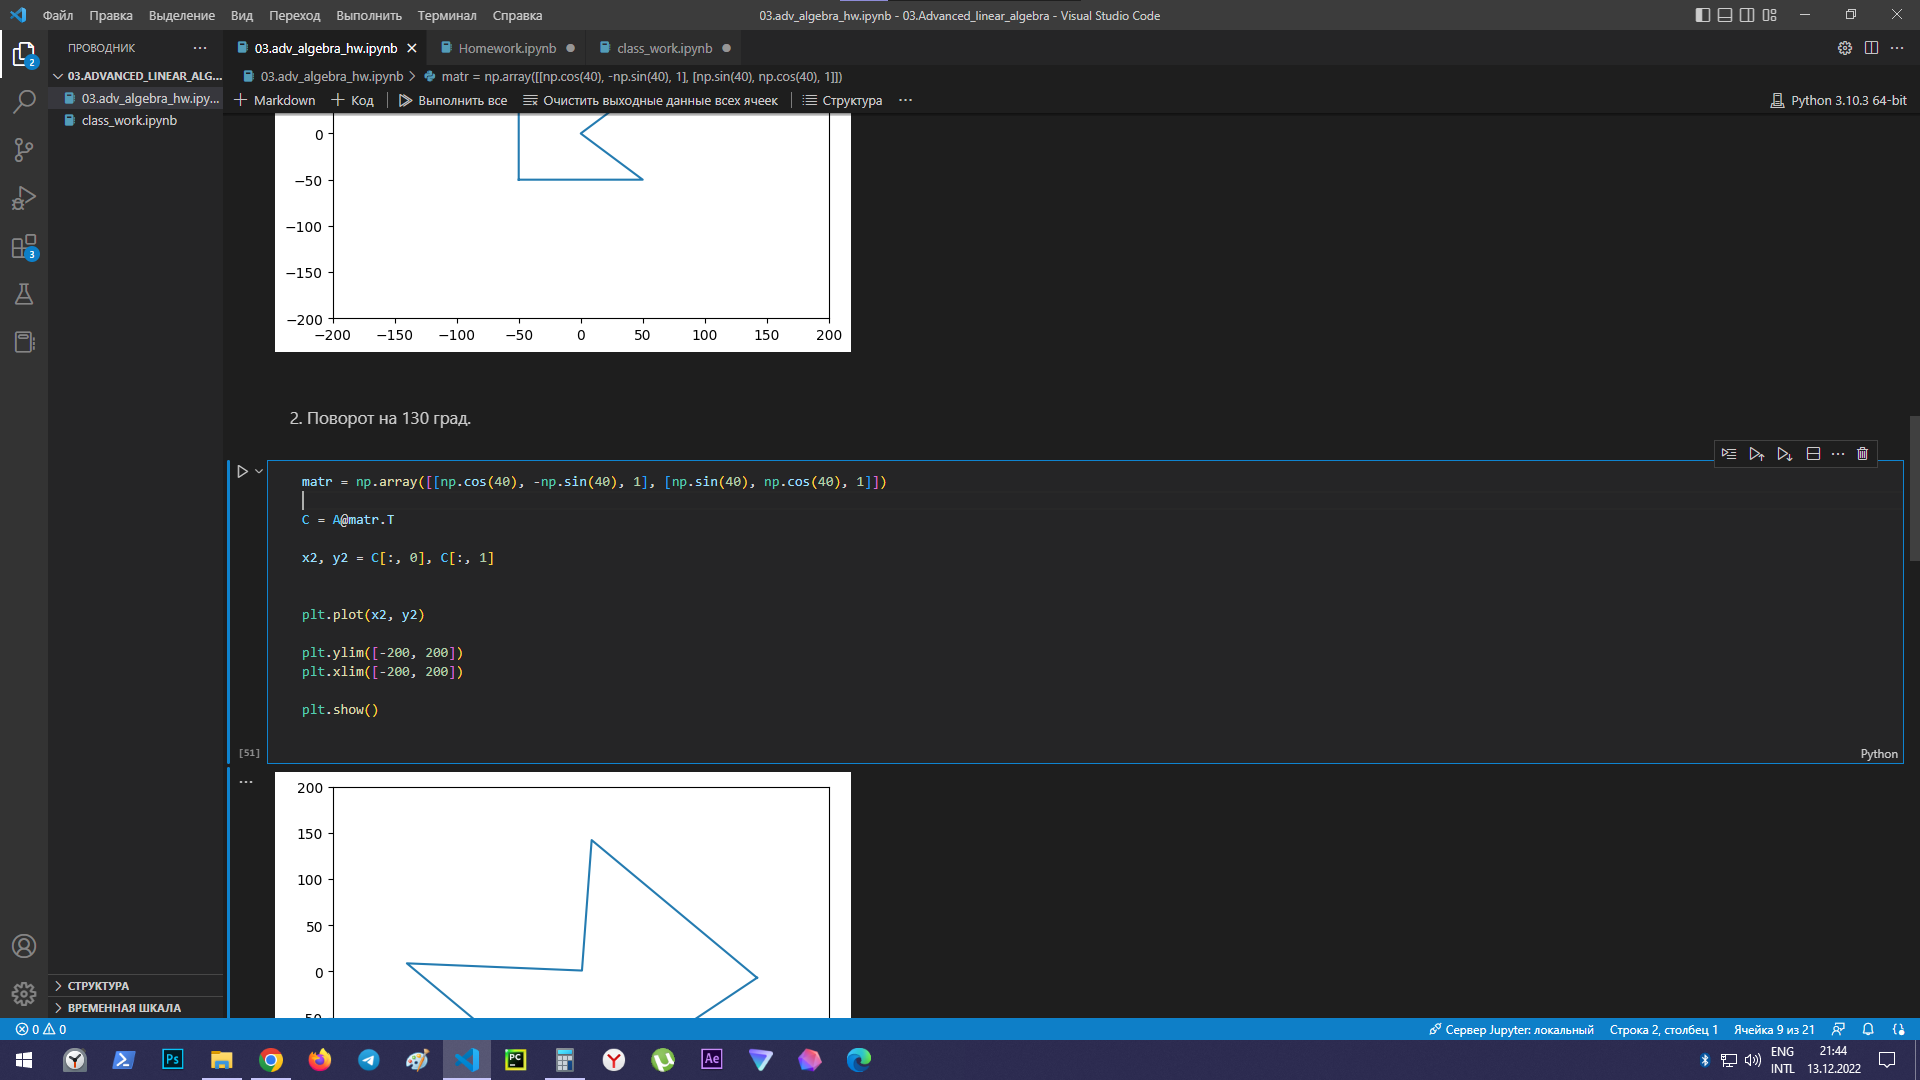 Файл Правка Выделение Вид Переход Выполнить Терминал Справка
03.adv_algebra_hw.ipynb - 03.Advanced_linear_algebra - Visual Studio Code
ПРОВОДНИК
03.adv_algebra_hw.ipynb
Homework.ipynb
class_work.ipynb
03.ADVANCED_LINEAR_ALG...
03.adv_algebra_hw.ipynb > matr = np.array([[np.cos(40), -np.sin(40), 1], [np.sin(40), np.cos(40), 1]])
03.adv_algebra_hw.ipy...
class_work.ipynb
+ Markdown + Код Выполнить все Очистить выходные данные всех ячеек Структура ...
Python 3.10.3 64-bit
2
3
0
−50
−100
−150
−200
−200 −150 −100 −50 0 50 100 150 200
2. Поворот на 130 град.
matr = np.array([[np.cos(40), -np.sin(40), 1], [np.sin(40), np.cos(40), 1]])
C = A@matr.T
x2, y2 = C[:, 0], C[:, 1]
plt.plot(x2, y2)
plt.ylim([-200, 200])
plt.xlim([-200, 200])
plt.show()
[51]
Python
200
150
100
50
0
−50
СТРУКТУРА
ВРЕМЕННАЯ ШКАЛА
0 0
Сервер Jupyter: локальный Строка 2, столбец 1 Ячейка 9 из 21
Ps
PC
Y
Ae
ENG
INTL
21:44
13.12.2022